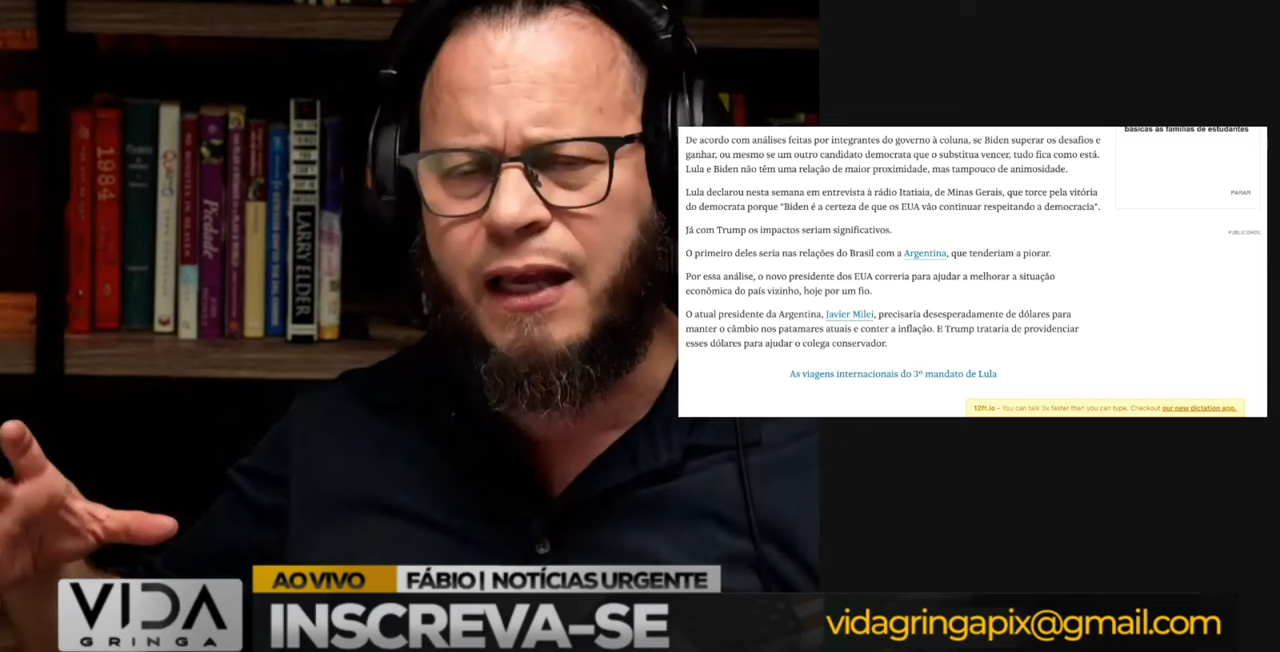 1984
Piedade
LARRY ELDER
básicas às famílias de estudantes
De acordo com análises feitas por integrantes do governo à coluna, se Biden superar os desafios e
ganhar, ou mesmo se um outro candidato democrata que o substitua vencer, tudo fica como está.
Lula e Biden não têm uma relação de maior proximidade, mas tampouco de animosidade.
Lula declarou nesta semana em entrevista à rádio Itatiaia, de Minas Gerais, que torce pela vitória
do democrata porque "Biden é a certeza de que os EUA vão continuar respeitando a democracia".
PARAR
Já com Trump os impactos seriam significativos.
PUBLICIDADE
O primeiro deles seria nas relações do Brasil com a Argentina, que tenderiam a piorar.
Por essa análise, o novo presidente dos EUA correria para ajudar a melhorar a situação
econômica do país vizinho, hoje por um fio.
O atual presidente da Argentina, Javier Milei, precisaria desesperadamente de dólares para
manter o câmbio nos patamares atuais e conter a inflação. E Trump trataria de providenciar
esses dólares para ajudar o colega conservador.
As viagens internacionais do 3º mandato de Lula
12ft.io - You can talk 3x faster than you can type. Checkout our new dictation app.
VIDA
GRINGA
AO VIVO FÁBIO | NOTÍCIAS URGENTE
INSCREVA-SE
vidagringapix@gmail.com